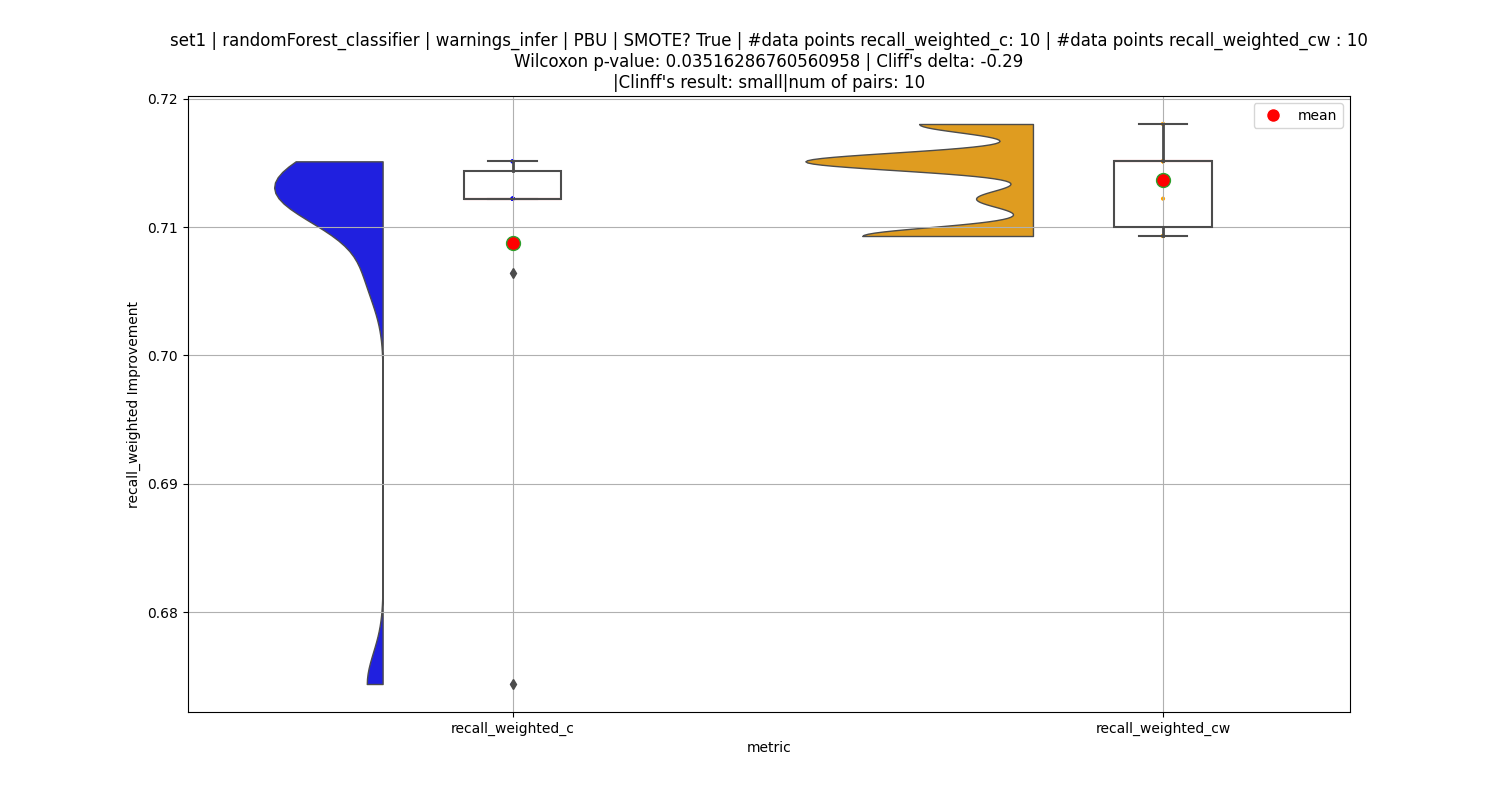 set1 | randomForest_classifier | warnings_infer | PBU | SMOTE? True | #data points recall_weighted_c: 10 | #data points recall_weighted_cw : 10
Wilcoxon p-value: 0.03516286760560958 | Cliff's delta: -0.29
|Clinff's result: small|num of pairs: 10
mean
0.72
0.71
0.70
0.69
0.68
recall_weighted Improvement
recall_weighted_c
recall_weighted_cw
metric